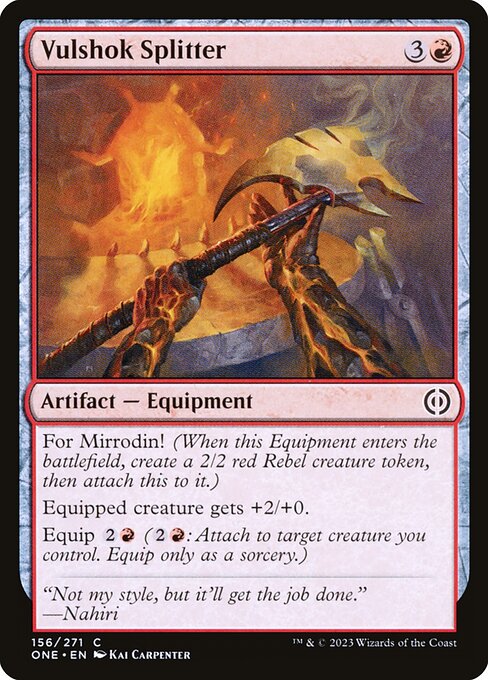 Vulshok Splitter 3
Artifact — Equipment
For Mirrodin! (When this Equipment enters the
battlefield, create a 2/2 red Rebel creature token,
then attach this to it.)
Equipped creature gets +2/+0.
Equip 2 (2: Attach to target creature you
control. Equip only as a sorcery.)
“Not my style, but it’ll get the job done.”
—Nahiri
156/271 C
ONE • EN Kai Carpenter
™ & © 2023 Wizards of the Coast